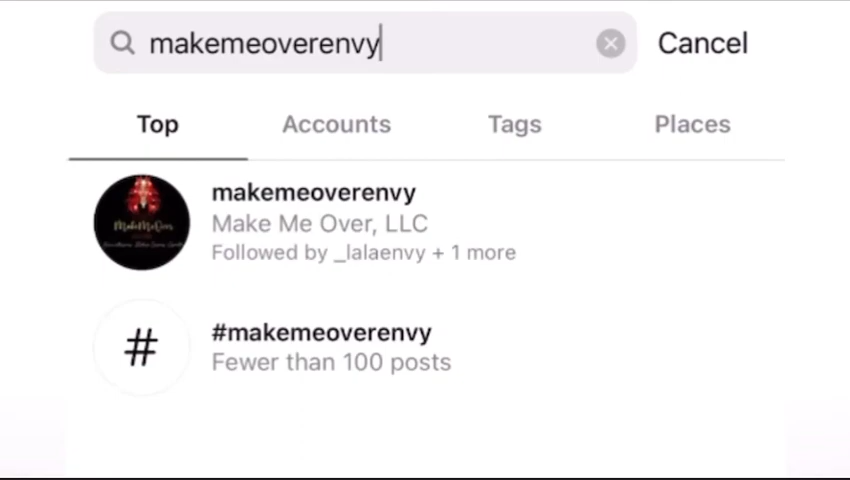 makemeoverenvy
Cancel
Top
Accounts
Tags
Places
makemeoverenvy
Make Me Over, LLC
Followed by _lalaenvy + 1 more
MakeMeOver
#
#makemeoverenvy
Fewer than 100 posts